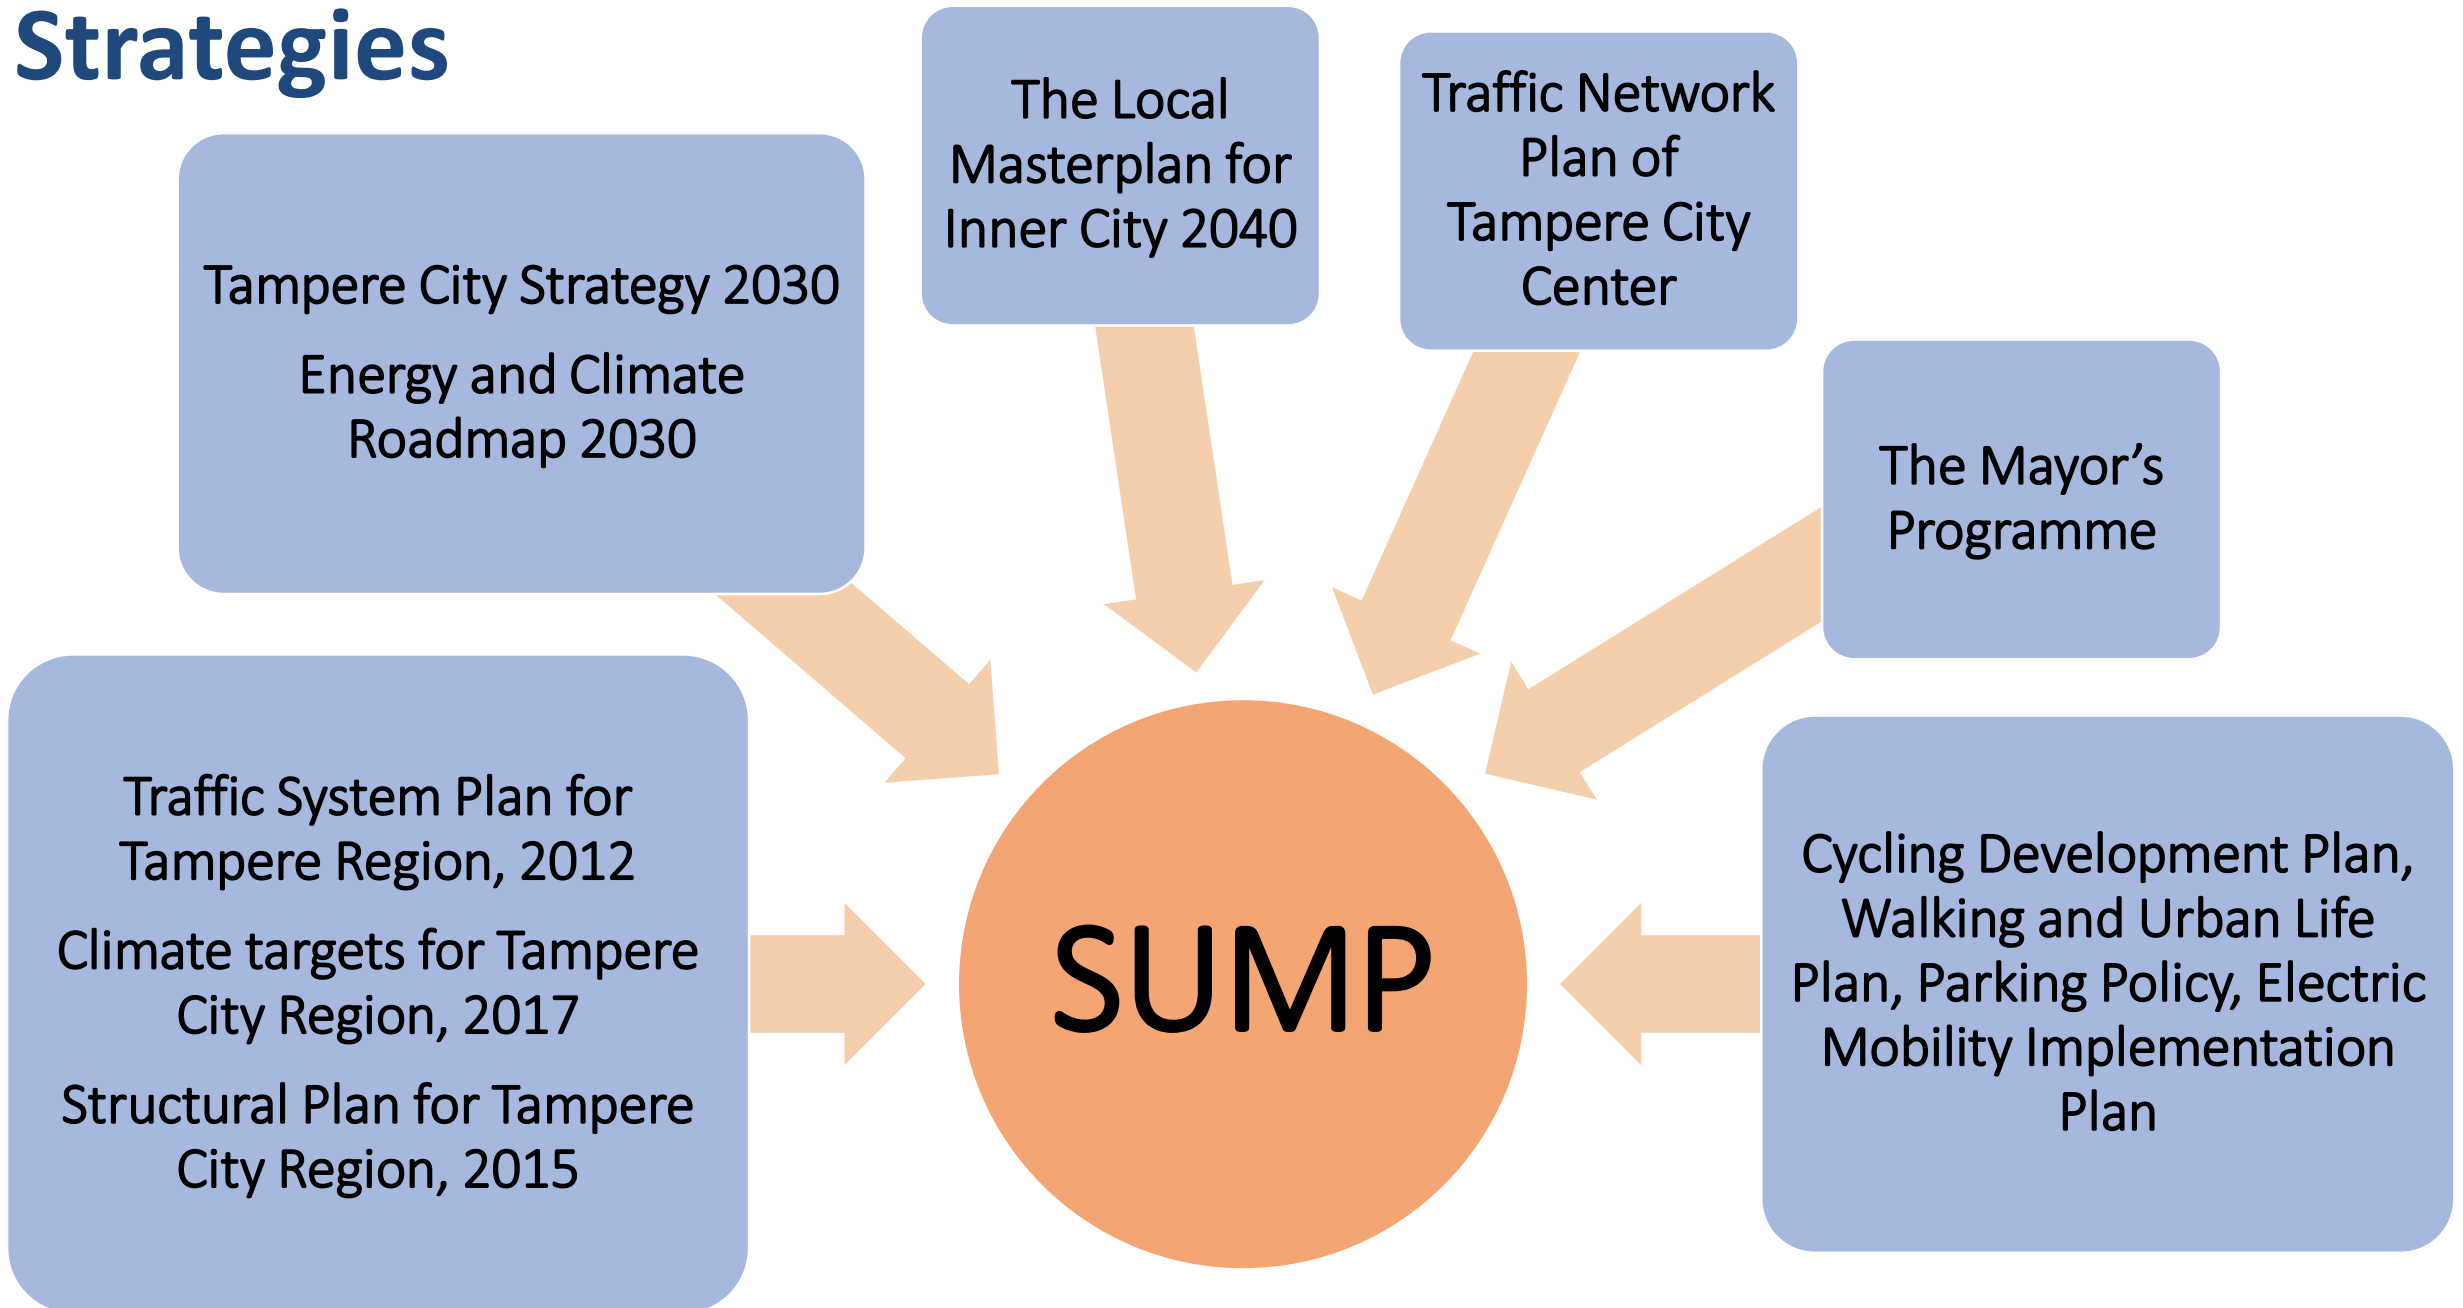 Strategies
The Local
Masterplan for
Inner City 2040
Traffic Network
Plan of
Tampere City
Center
Tampere City Strategy 2030
Energy and Climate
Roadmap 2030
The Mayor’s
Programme
Traffic System Plan for
Tampere Region, 2012
Climate targets for Tampere
City Region, 2017
Structural Plan for Tampere
City Region, 2015
SUMP
Cycling Development Plan,
Walking and Urban Life
Plan, Parking Policy, Electric
Mobility Implementation
Plan